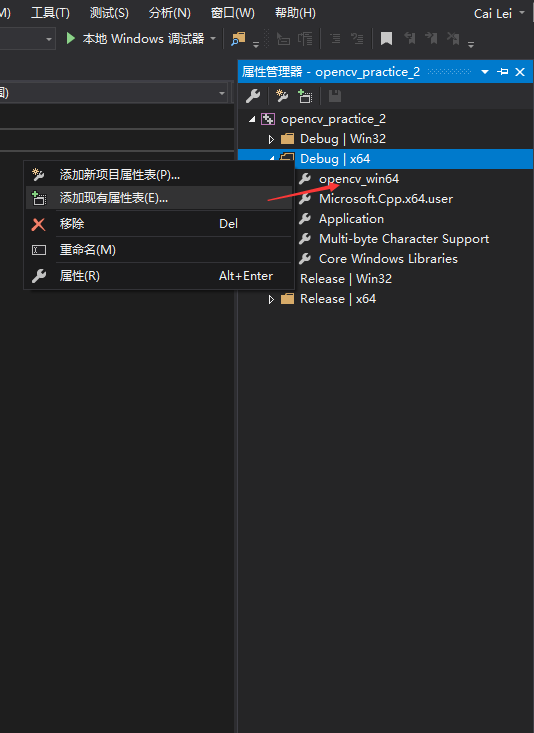 M) 工具(T) 测试(S) 分析(N) 窗口(W) 帮助(H)
Cai Lei
本地 Windows 调试器
属性管理器 - opencv_practice_2
围)
opencv_practice_2
Debug | Win32
Debug | x64
添加新项目属性表(P)...
opencv_win64
添加现有属性表(E)...
Microsoft.Cpp.x64.user
移除 Del
Application
重命名(M)
Multi-byte Character Support
Core Windows Libraries
属性(R) Alt+Enter
Release | Win32
Release | x64